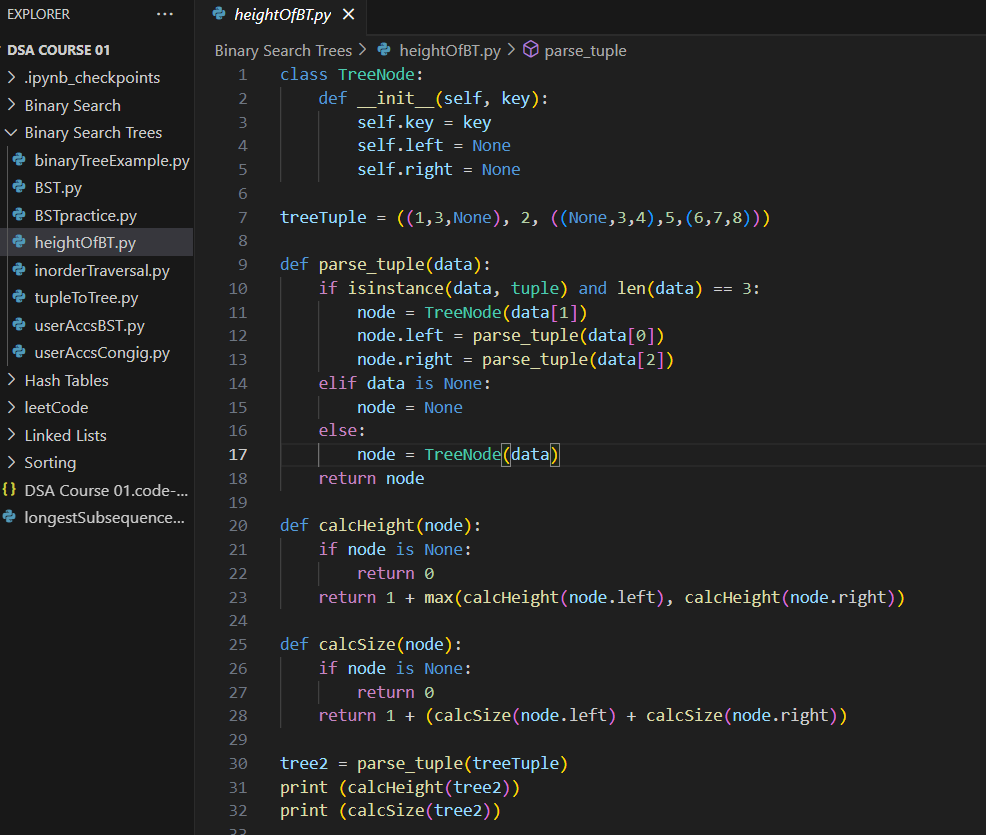 EXPLORER ...
DSA COURSE 01
.ipynb_checkpoints
Binary Search
Binary Search Trees
binaryTreeExample.py
BST.py
BSTpractice.py
heightOfBT.py
inorderTraversal.py
tupleToTree.py
userAccsBST.py
userAccsCongig.py
Hash Tables
leetCode
Linked Lists
Sorting
{} DSA Course 01.code-...
longestSubsequence...
heightOfBT.py ×
Binary Search Trees > heightOfBT.py > parse_tuple
1 class TreeNode:
2     def __init__(self, key):
3         self.key = key
4         self.left = None
5         self.right = None
6
7 treeTuple = ((1,3,None), 2, ((None,3,4),5,(6,7,8)))
8
9 def parse_tuple(data):
10     if isinstance(data, tuple) and len(data) == 3:
11         node = TreeNode(data[1])
12         node.left = parse_tuple(data[0])
13         node.right = parse_tuple(data[2])
14     elif data is None:
15         node = None
16     else:
17         node = TreeNode(data)
18     return node
19
20 def calcHeight(node):
21     if node is None:
22         return 0
23     return 1 + max(calcHeight(node.left), calcHeight(node.right))
24
25 def calcSize(node):
26     if node is None:
27         return 0
28     return 1 + (calcSize(node.left) + calcSize(node.right))
29
30 tree2 = parse_tuple(treeTuple)
31 print (calcHeight(tree2))
32 print (calcSize(tree2))
33